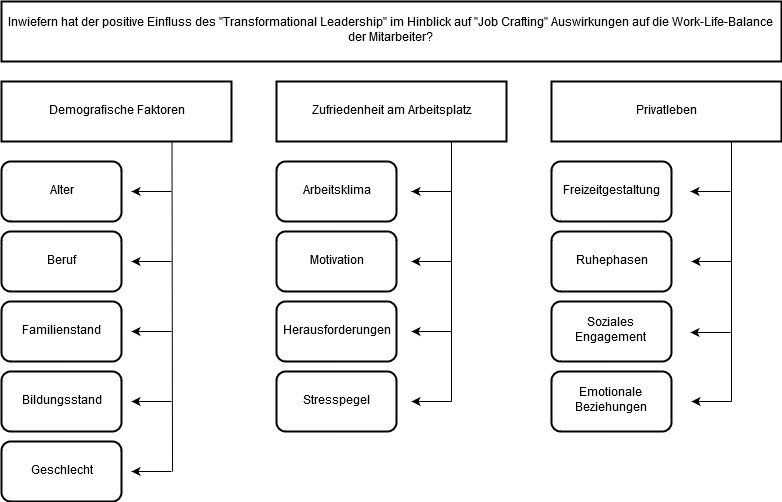 Inwiefern hat der positive Einfluss des "Transformational Leadership" im Hinblick auf "Job Crafting" Auswirkungen auf die Work-Life-Balance
der Mitarbeiter?
Demografische Faktoren
Alter
Beruf
Familienstand
Bildungsstand
Geschlecht
Zufriedenheit am Arbeitsplatz
Arbeitsklima
Motivation
Herausforderungen
Stresspegel
Privatleben
Freizeitgestaltung
Ruhephasen
Soziales
Engagement
Emotionale
Beziehungen